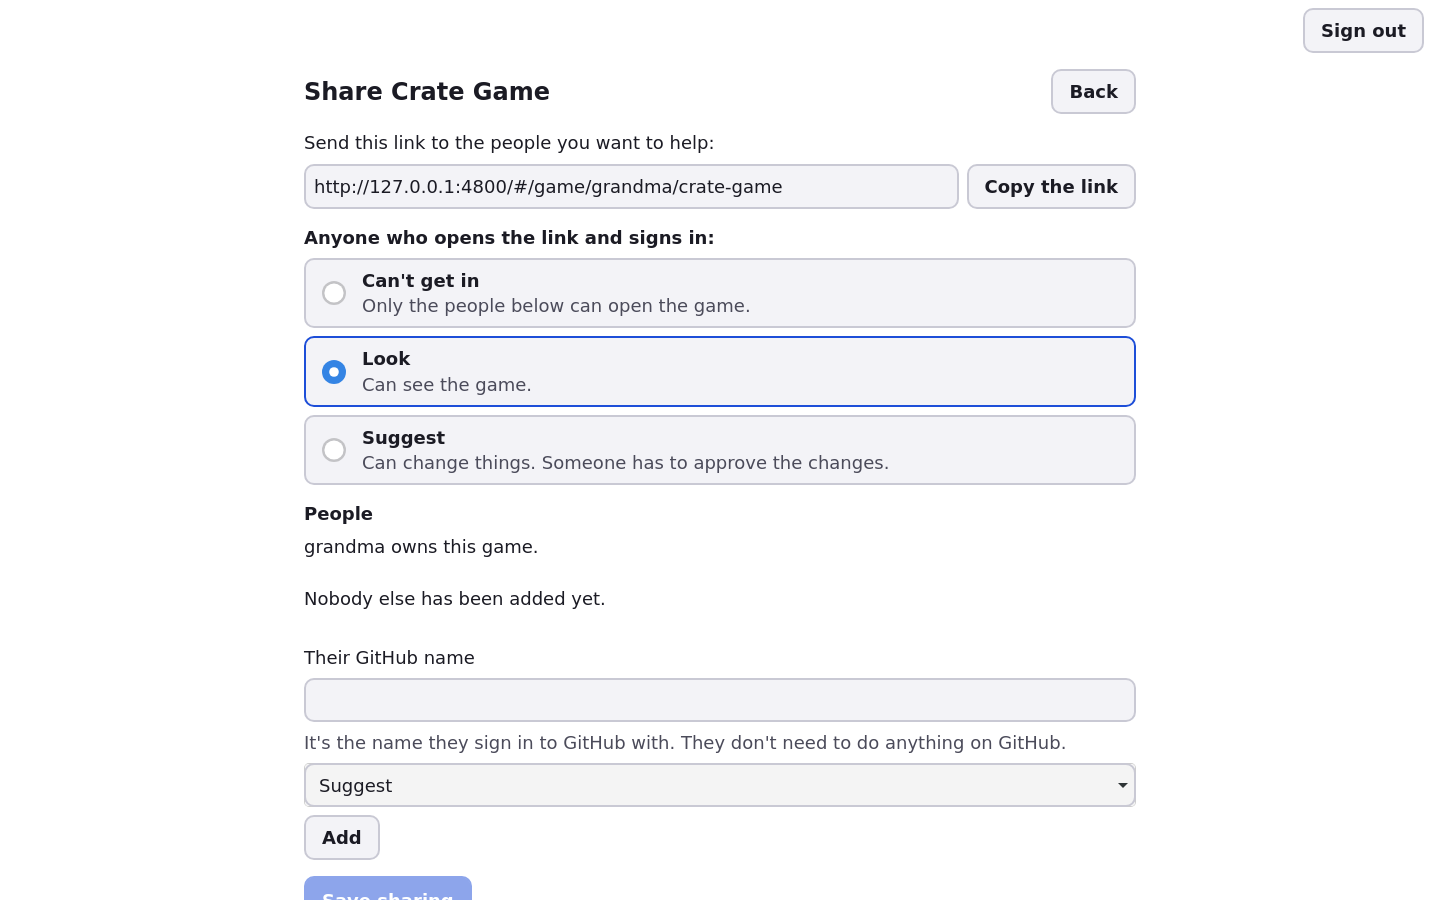 Sign out
Share Crate Game
Back
Send this link to the people you want to help:
http://127.0.0.1:4800/#/game/grandma/crate-game
Copy the link
Anyone who opens the link and signs in:
Can't get in
Only the people below can open the game.
Look
Can see the game.
Suggest
Can change things. Someone has to approve the changes.
People
grandma owns this game.
Nobody else has been added yet.
Their GitHub name
It's the name they sign in to GitHub with. They don't need to do anything on GitHub.
Suggest
Add
Save sharing